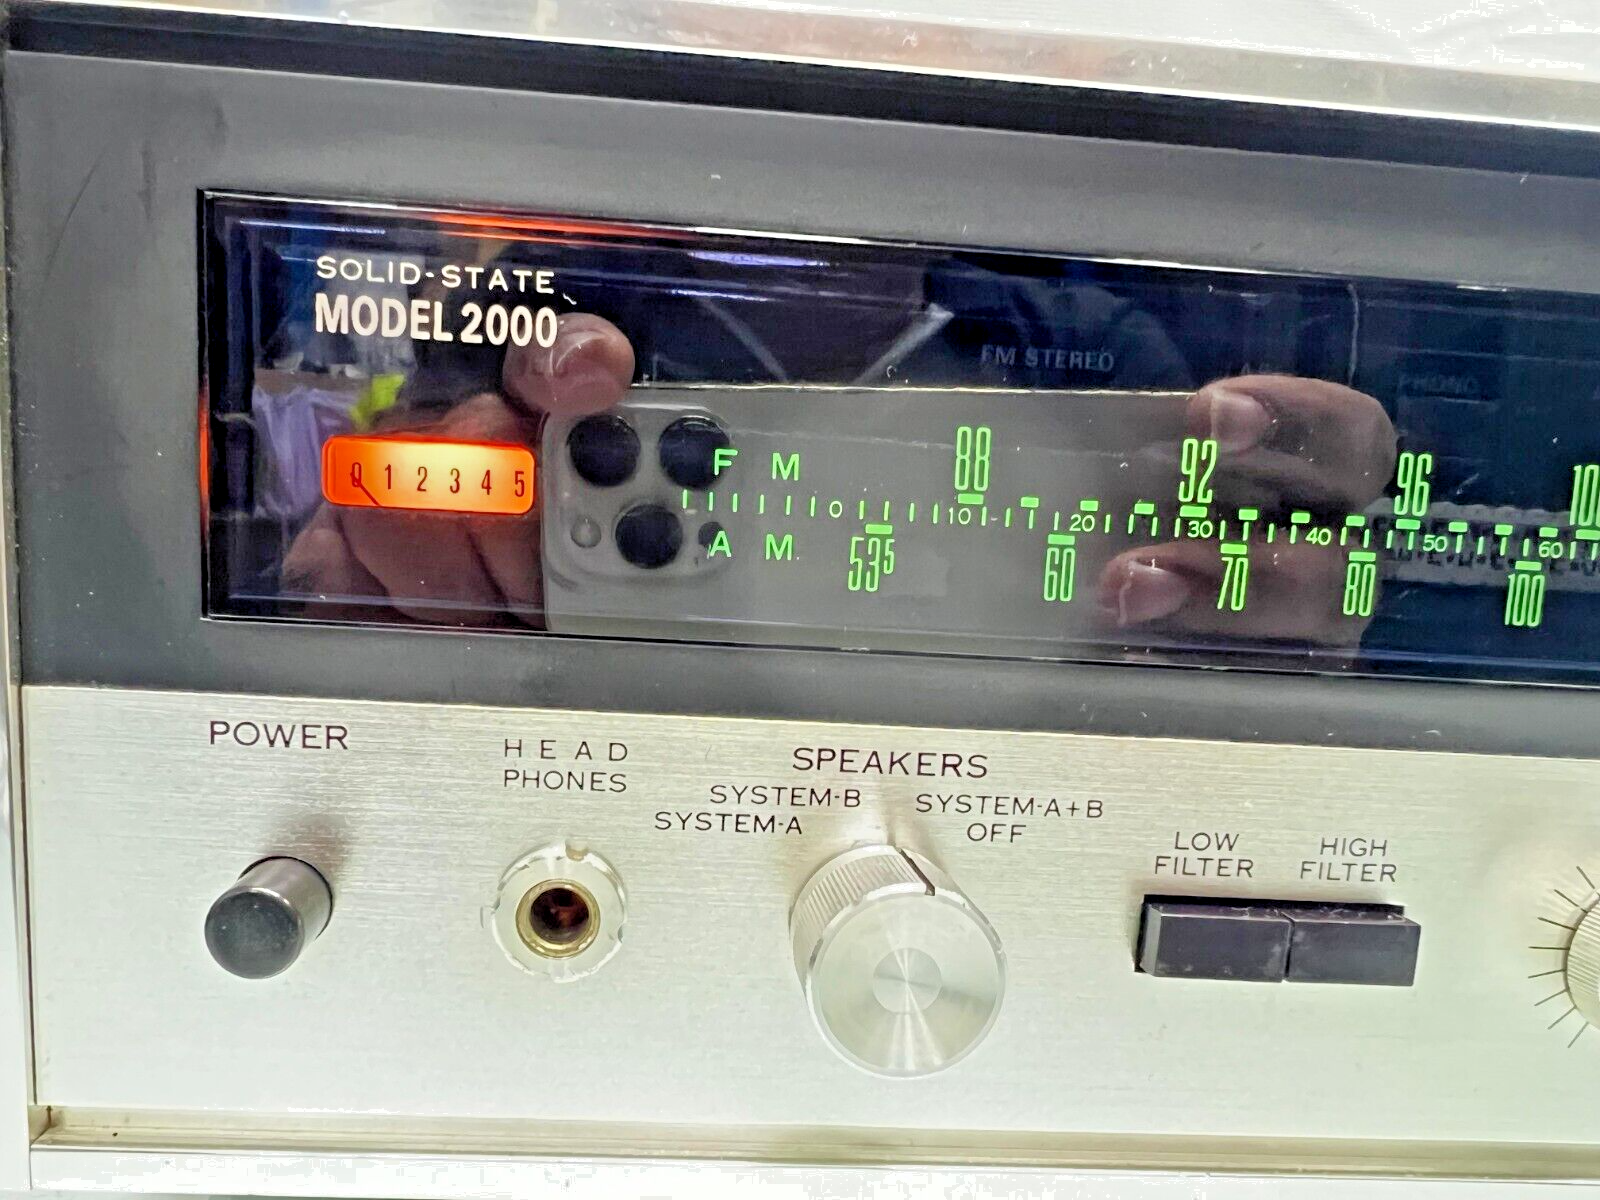 SOLID-STATE
MODEL 2000
FM STEREO
PHONO
0 1 2 3 4 5
F M 88 92 96 100
0 10 20 30 40 50 60
A M 535 60 70 80 100
POWER
HEAD
PHONES
SPEAKERS
SYSTEM-B SYSTEM-A+B
SYSTEM-A OFF
LOW
FILTER
HIGH
FILTER